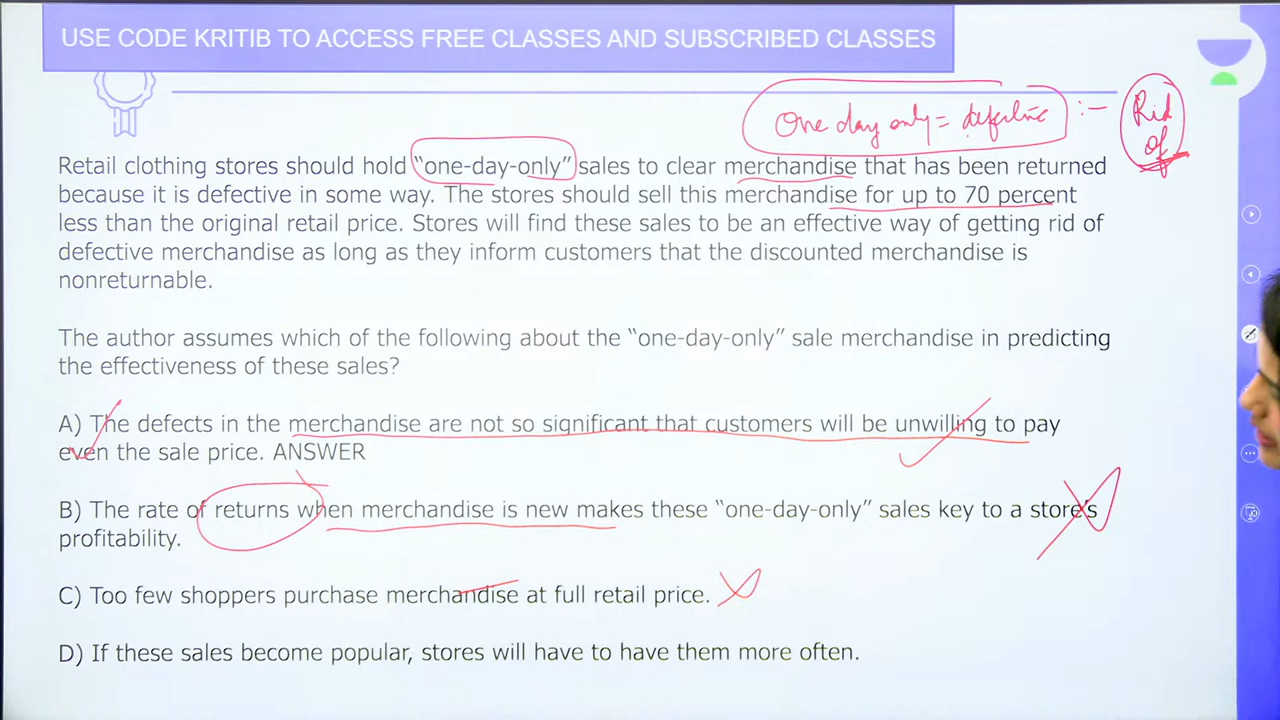 USE CODE KRITIB TO ACCESS FREE CLASSES AND SUBSCRIBED CLASSES
One day only = defective :- Rid
of
Retail clothing stores should hold “one-day-only” sales to clear merchandise that has been returned
because it is defective in some way. The stores should sell this merchandise for up to 70 percent
less than the original retail price. Stores will find these sales to be an effective way of getting rid of
defective merchandise as long as they inform customers that the discounted merchandise is
nonreturnable.
The author assumes which of the following about the “one-day-only” sale merchandise in predicting
the effectiveness of these sales?
A) The defects in the merchandise are not so significant that customers will be unwilling to pay
even the sale price. ANSWER
B) The rate of returns when merchandise is new makes these “one-day-only” sales key to a store's
profitability.
C) Too few shoppers purchase merchandise at full retail price.
D) If these sales become popular, stores will have to have them more often.